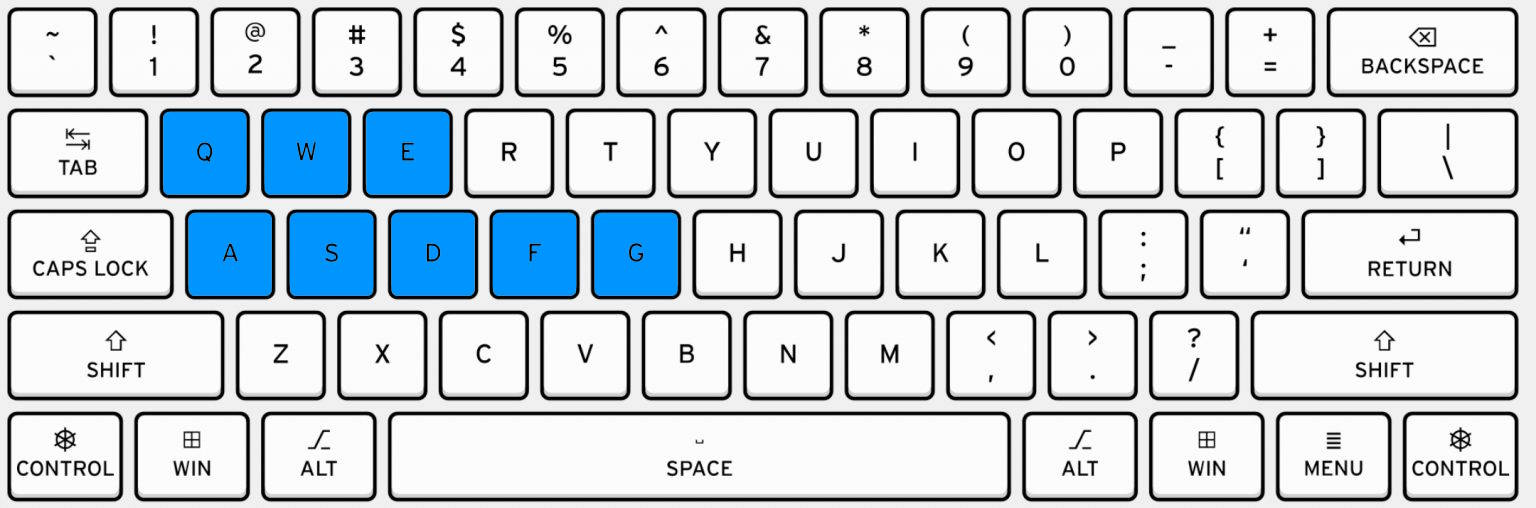 ~ ! @ # $ % ^ & * ( ) _ +
` 1 2 3 4 5 6 7 8 9 0 - = BACKSPACE
TAB Q W E R T Y U I O P { [ } ] | \
CAPS LOCK A S D F G H J K L : ; “ ‘ RETURN
SHIFT Z X C V B N M < , > . ? / SHIFT
CONTROL WIN ALT SPACE ALT WIN MENU CONTROL